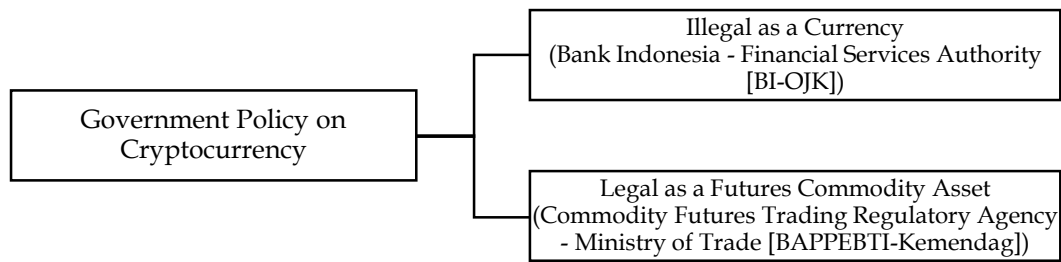 Government Policy on
Cryptocurrency
Illegal as a Currency
(Bank Indonesia - Financial Services Authority
[BI-OJK])
Legal as a Futures Commodity Asset
(Commodity Futures Trading Regulatory Agency
- Ministry of Trade [BAPPEBTI-Kemendag])